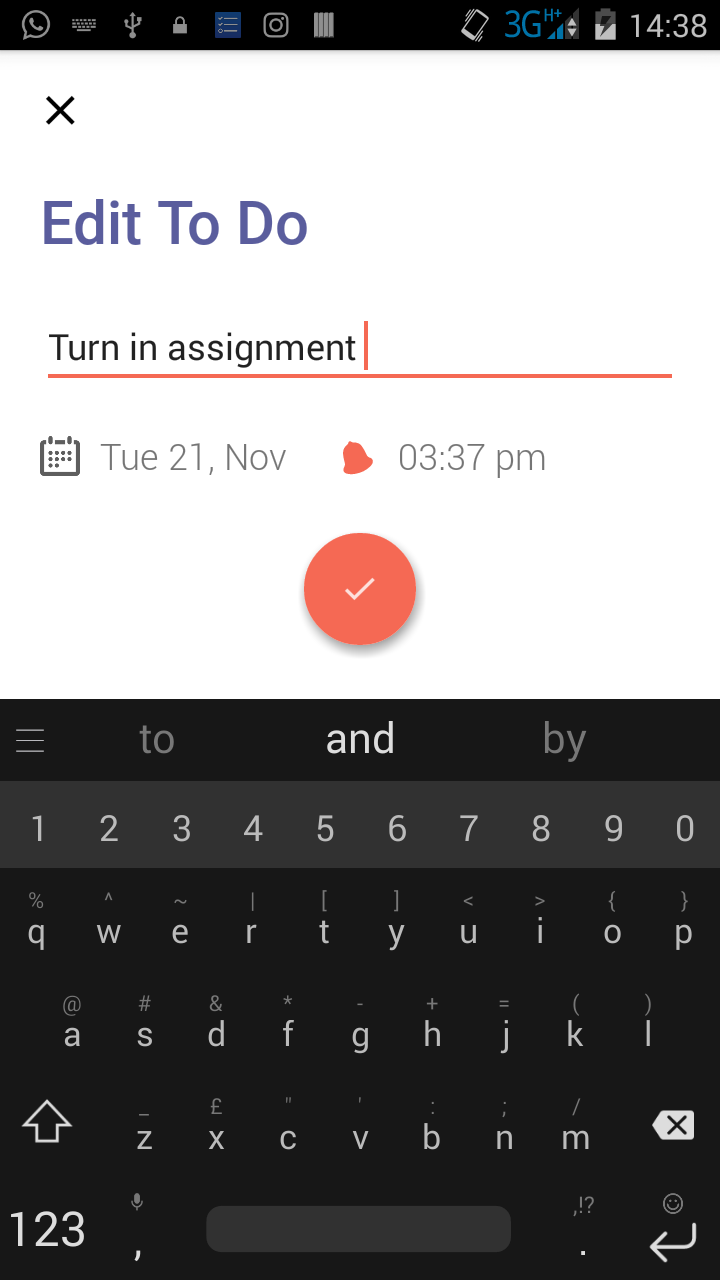 3G H+ 14:38
Edit To Do
Turn in assignment
Tue 21, Nov 03:37 pm
to and by
1 2 3 4 5 6 7 8 9 0
% ^ ~ | [ ] < > { }
q w e r t y u i o p
@ # & * - + = ( )
a s d f g h j k l
_ £ " ' : ; /
z x c v b n m
,!?
123 , .